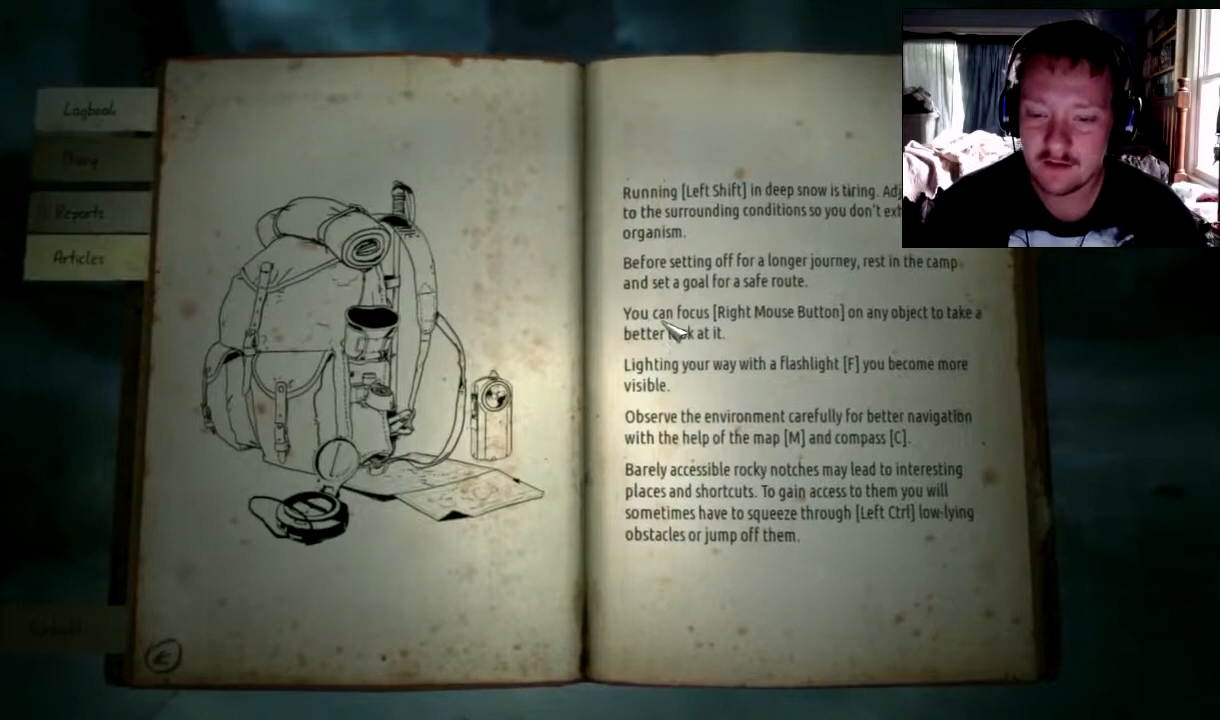 Logbook
Diary
Reports
Articles
Running [Left Shift] in deep snow is tiring.
to the surrounding conditions so you don't
organism.
Before setting off for a longer journey, rest in the camp
and set a goal for a safe route.
You can focus [Right Mouse Button] on any object to take a
better look at it.
Lighting your way with a flashlight [F] you become more
visible.
Observe the environment carefully for better navigation
with the help of the map [M] and compass [C].
Barely accessible rocky notches may lead to interesting
places and shortcuts. To gain access to them you will
sometimes have to squeeze through [Left Ctrl] low-lying
obstacles or jump off them.